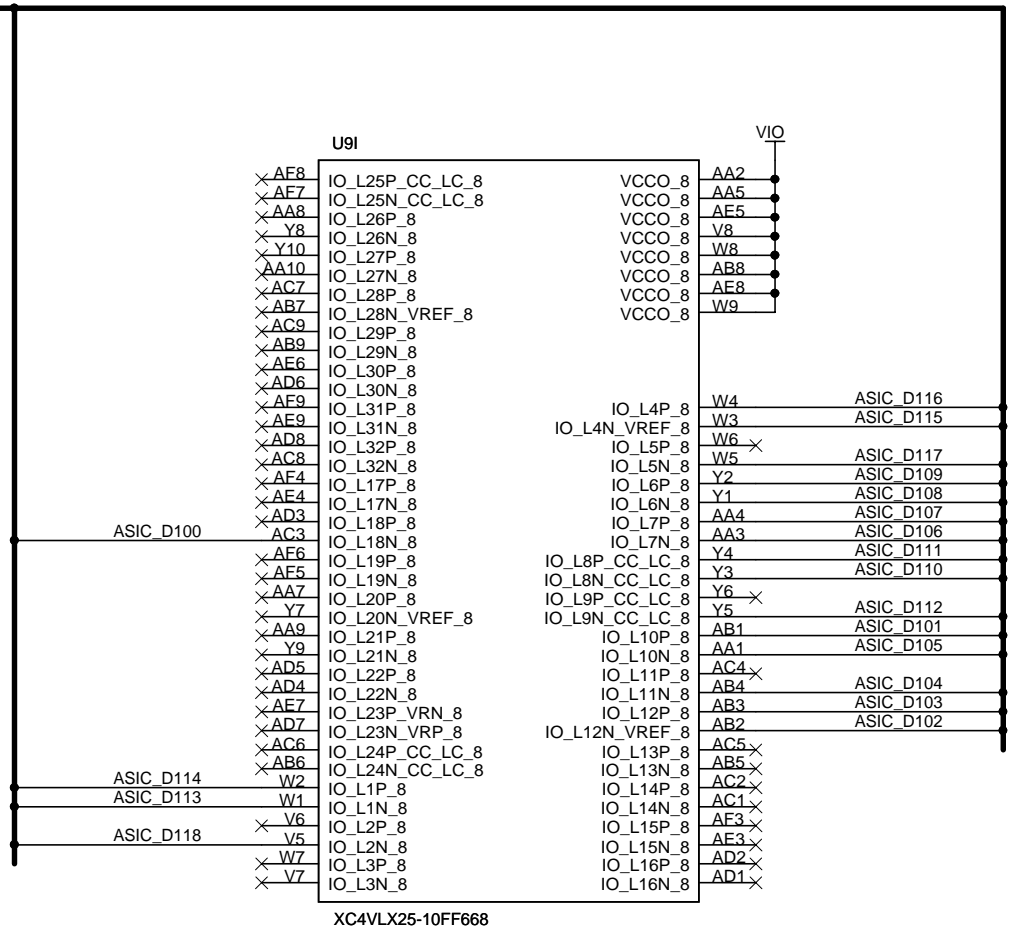 VIO
U9I
AF8 IO_L25P_CC_LC_8 VCCO_8 AA2
AF7 IO_L25N_CC_LC_8 VCCO_8 AA5
AA8 IO_L26P_8 VCCO_8 AE5
Y8 IO_L26N_8 VCCO_8 V8
Y10 IO_L27P_8 VCCO_8 W8
AA10 IO_L27N_8 VCCO_8 AB8
AC7 IO_L28P_8 VCCO_8 AE8
AB7 IO_L28N_VREF_8 VCCO_8 W9
AC9 IO_L29P_8
AB9 IO_L29N_8
AE6 IO_L30P_8
AD6 IO_L30N_8
AF9 IO_L31P_8 IO_L4P_8 W4 ASIC_D116
AE9 IO_L31N_8 IO_L4N_VREF_8 W3 ASIC_D115
AD8 IO_L32P_8 IO_L5P_8 W6
AC8 IO_L32N_8 IO_L5N_8 W5 ASIC_D117
AF4 IO_L17P_8 IO_L6P_8 Y2 ASIC_D109
AE4 IO_L17N_8 IO_L6N_8 Y1 ASIC_D108
AD3 IO_L18P_8 IO_L7P_8 AA4 ASIC_D107
ASIC_D100 AC3 IO_L18N_8 IO_L7N_8 AA3 ASIC_D106
AF6 IO_L19P_8 IO_L8P_CC_LC_8 Y4 ASIC_D111
AF5 IO_L19N_8 IO_L8N_CC_LC_8 Y3 ASIC_D110
AA7 IO_L20P_8 IO_L9P_CC_LC_8 Y6
Y7 IO_L20N_VREF_8 IO_L9N_CC_LC_8 Y5 ASIC_D112
AA9 IO_L21P_8 IO_L10P_8 AB1 ASIC_D101
Y9 IO_L21N_8 IO_L10N_8 AA1 ASIC_D105
AD5 IO_L22P_8 IO_L11P_8 AC4
AD4 IO_L22N_8 IO_L11N_8 AB4 ASIC_D104
AE7 IO_L23P_VRN_8 IO_L12P_8 AB3 ASIC_D103
AD7 IO_L23N_VRP_8 IO_L12N_VREF_8 AB2 ASIC_D102
AC6 IO_L24P_CC_LC_8 IO_L13P_8 AC5
AB6 IO_L24N_CC_LC_8 IO_L13N_8 AB5
ASIC_D114 W2 IO_L1P_8 IO_L14P_8 AC2
ASIC_D113 W1 IO_L1N_8 IO_L14N_8 AC1
V6 IO_L2P_8 IO_L15P_8 AF3
ASIC_D118 V5 IO_L2N_8 IO_L15N_8 AE3
W7 IO_L3P_8 IO_L16P_8 AD2
V7 IO_L3N_8 IO_L16N_8 AD1
XC4VLX25-10FF668